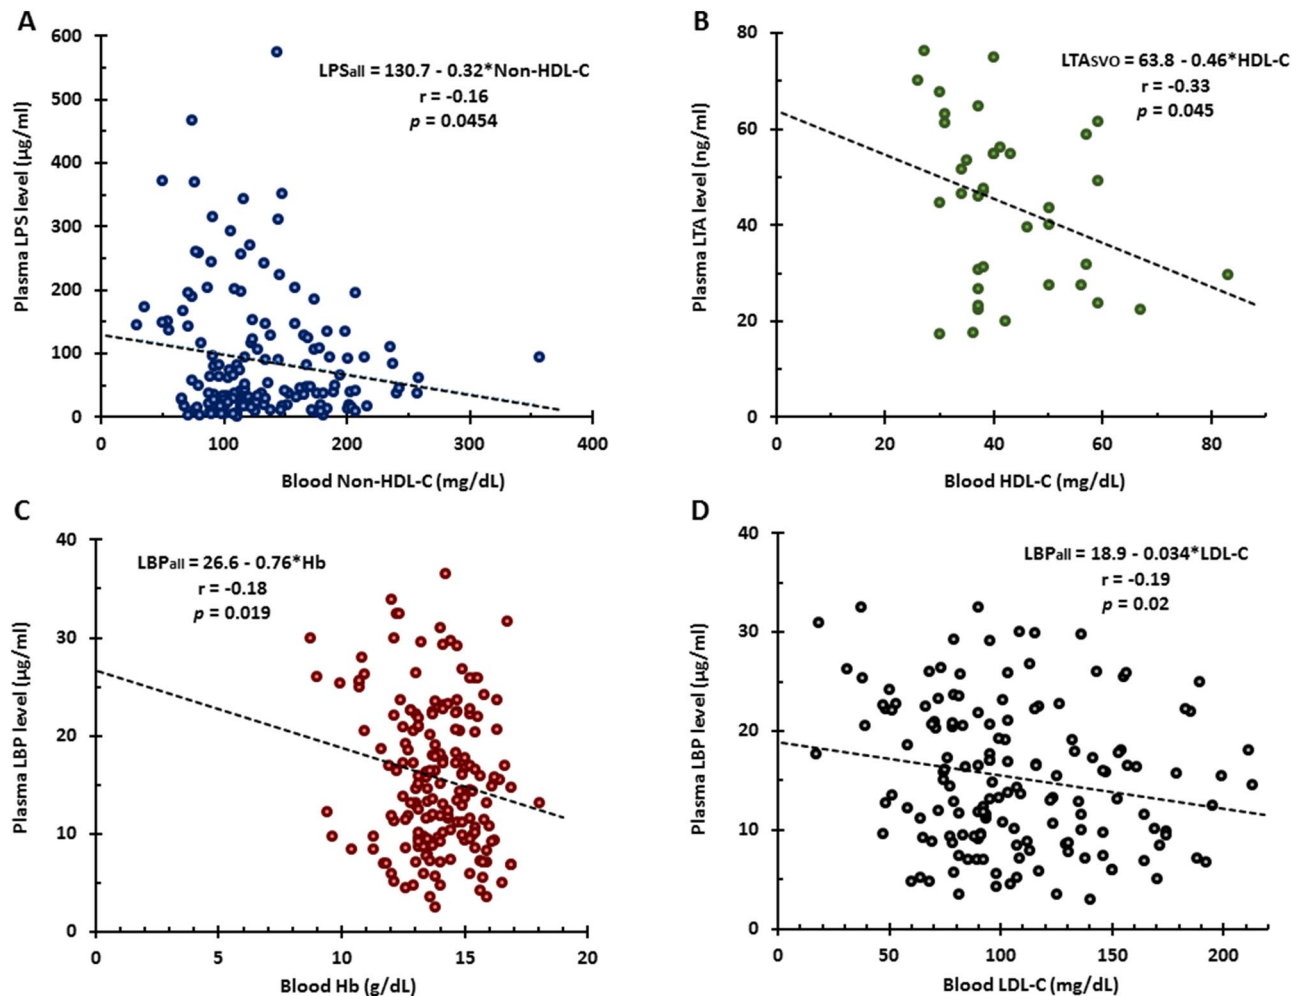 A
LPSall = 130.7 - 0.32*Non-HDL-C
r = -0.16
p = 0.0454
Plasma LPS level (µg/ml)
600
500
400
300
200
100
0
0 100 200 300 400
Blood Non-HDL-C (mg/dL)
B
LTASVO = 63.8 - 0.46*HDL-C
r = -0.33
p = 0.045
Plasma LTA level (ng/ml)
80
60
40
20
0
0 20 40 60 80
Blood HDL-C (mg/dL)
C
LBPall = 26.6 - 0.76*Hb
r = -0.18
p = 0.019
Plasma LBP level (µg/ml)
40
30
20
10
0
0 5 10 15 20
Blood Hb (g/dL)
D
LBPall = 18.9 - 0.034*LDL-C
r = -0.19
p = 0.02
Plasma LBP level (µg/ml)
40
30
20
10
0
50 100 150 200
Blood LDL-C (mg/dL)